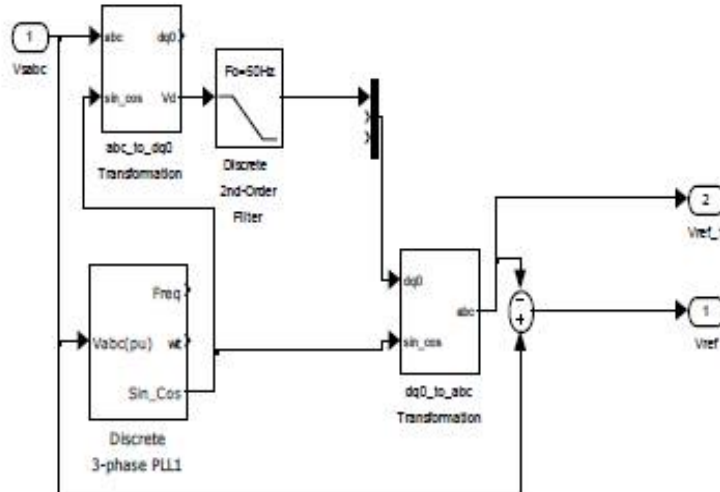 1
Vsabc
abc
dq0
sin_cos
Vd
abc_to_dq0
Transformation
Fo=50Hz
Discrete
2nd-Order
Filter
Freq
Vabc(pu)
wt
Sin_Cos
Discrete
3-phase PLL1
dq0
abc
sin_cos
dq0_to_abc
Transformation
−
+
2
1
Vref